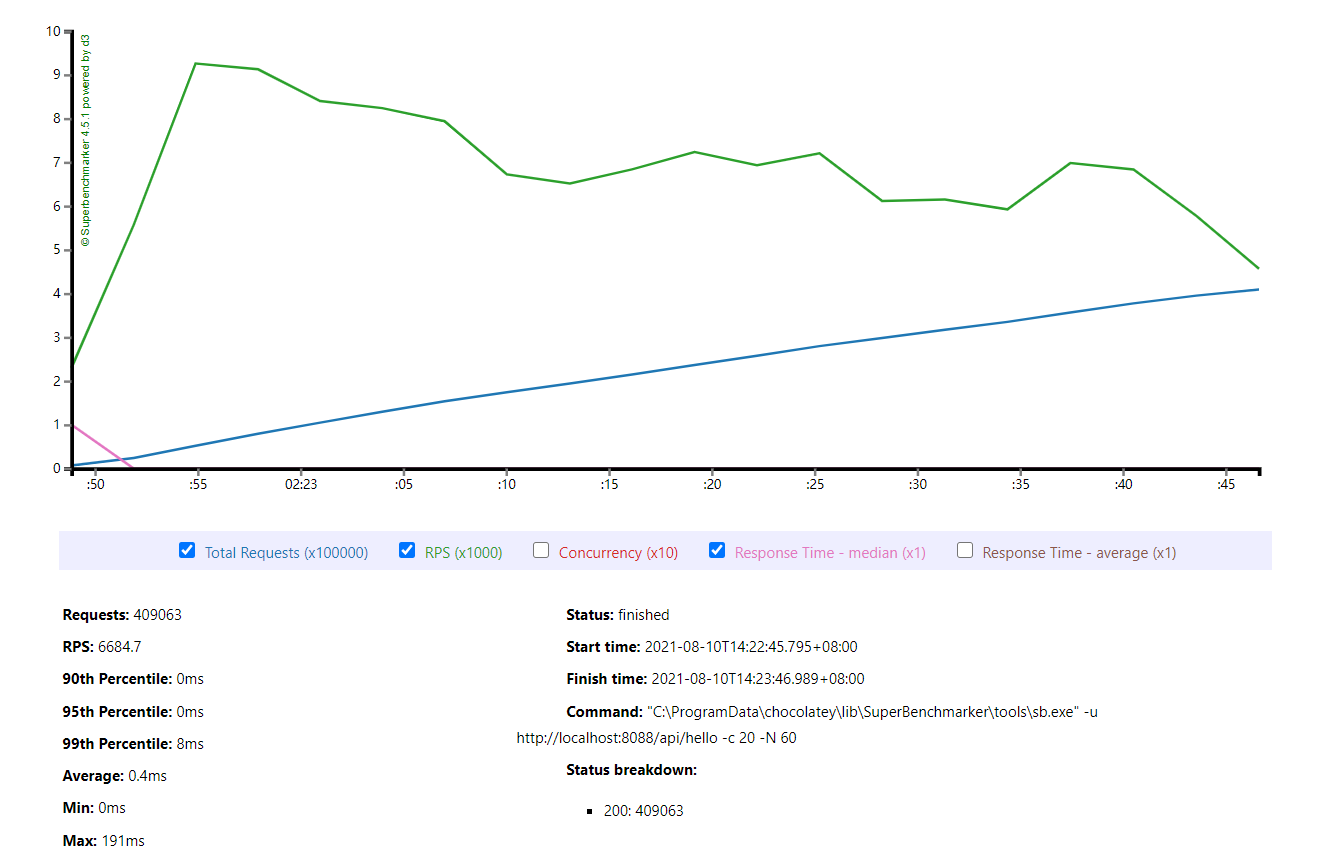 10
9
8
7
6
5
4
3
2
1
0
© Superbenchmarker 4.5.1 powered by d3
:50 :55 02:23 :05 :10 :15 :20 :25 :30 :35 :40 :45
Total Requests (x100000) RPS (x1000) Concurrency (x10) Response Time - median (x1) Response Time - average (x1)
Requests: 409063
RPS: 6684.7
90th Percentile: 0ms
95th Percentile: 0ms
99th Percentile: 8ms
Average: 0.4ms
Min: 0ms
Max: 191ms
Status: finished
Start time: 2021-08-10T14:22:45.795+08:00
Finish time: 2021-08-10T14:23:46.989+08:00
Command: "C:\ProgramData\chocolatey\lib\SuperBenchmarker\tools\sb.exe" -u
http://localhost:8088/api/hello -c 20 -N 60
Status breakdown:
200: 409063